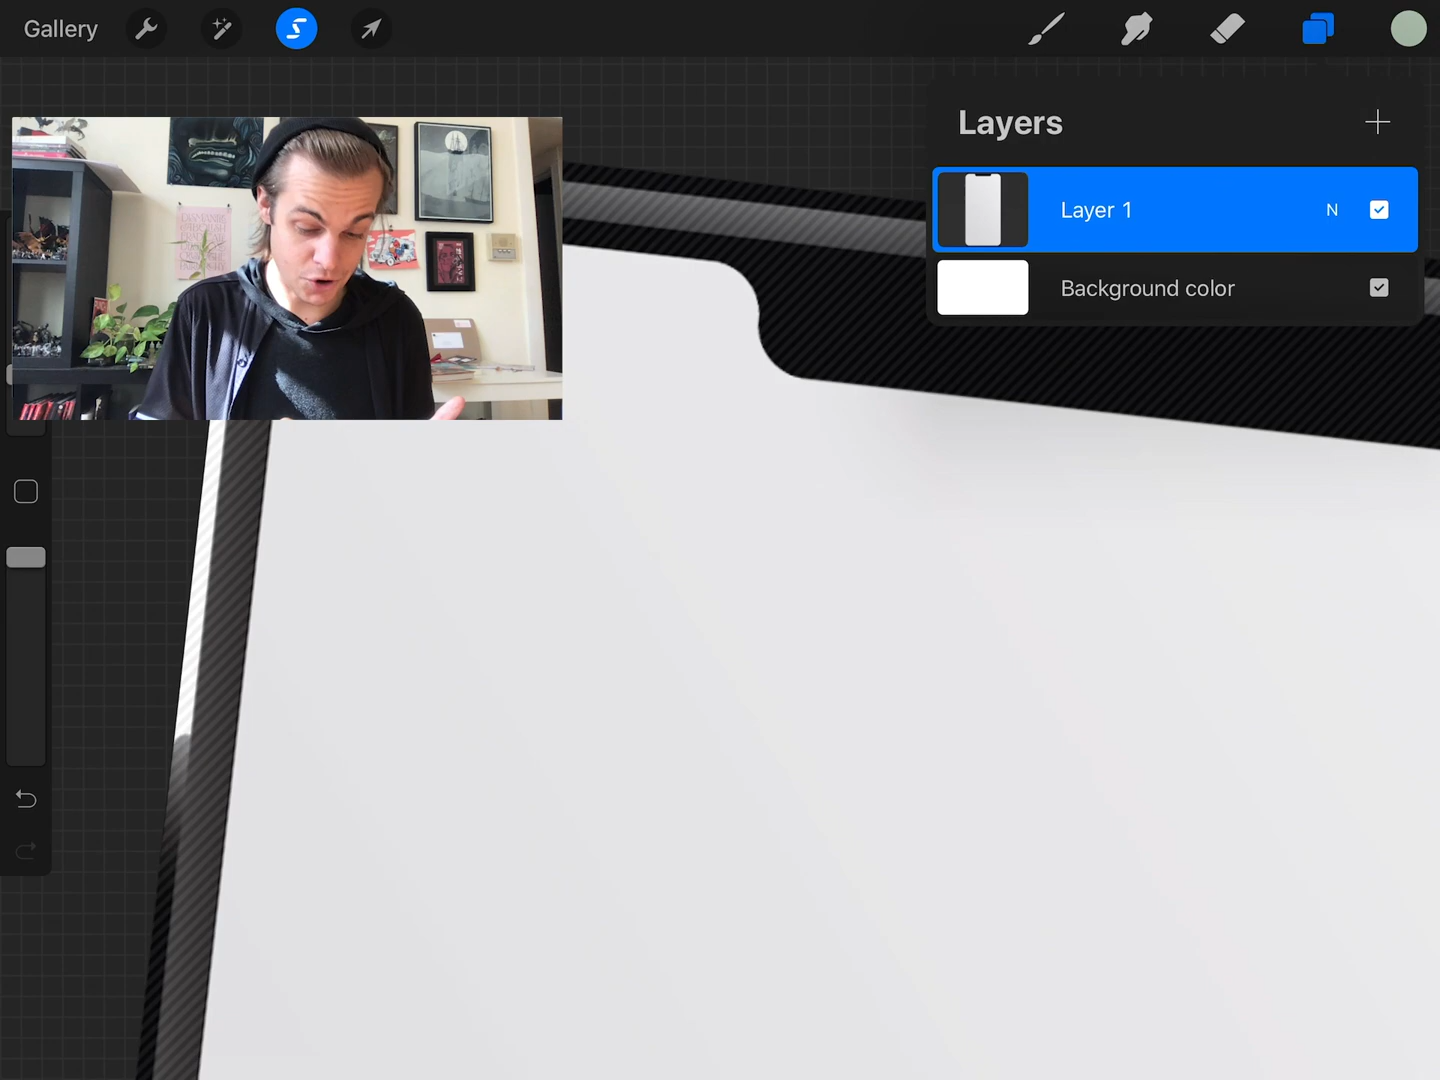 Gallery
Layers
Layer 1
N
Background color